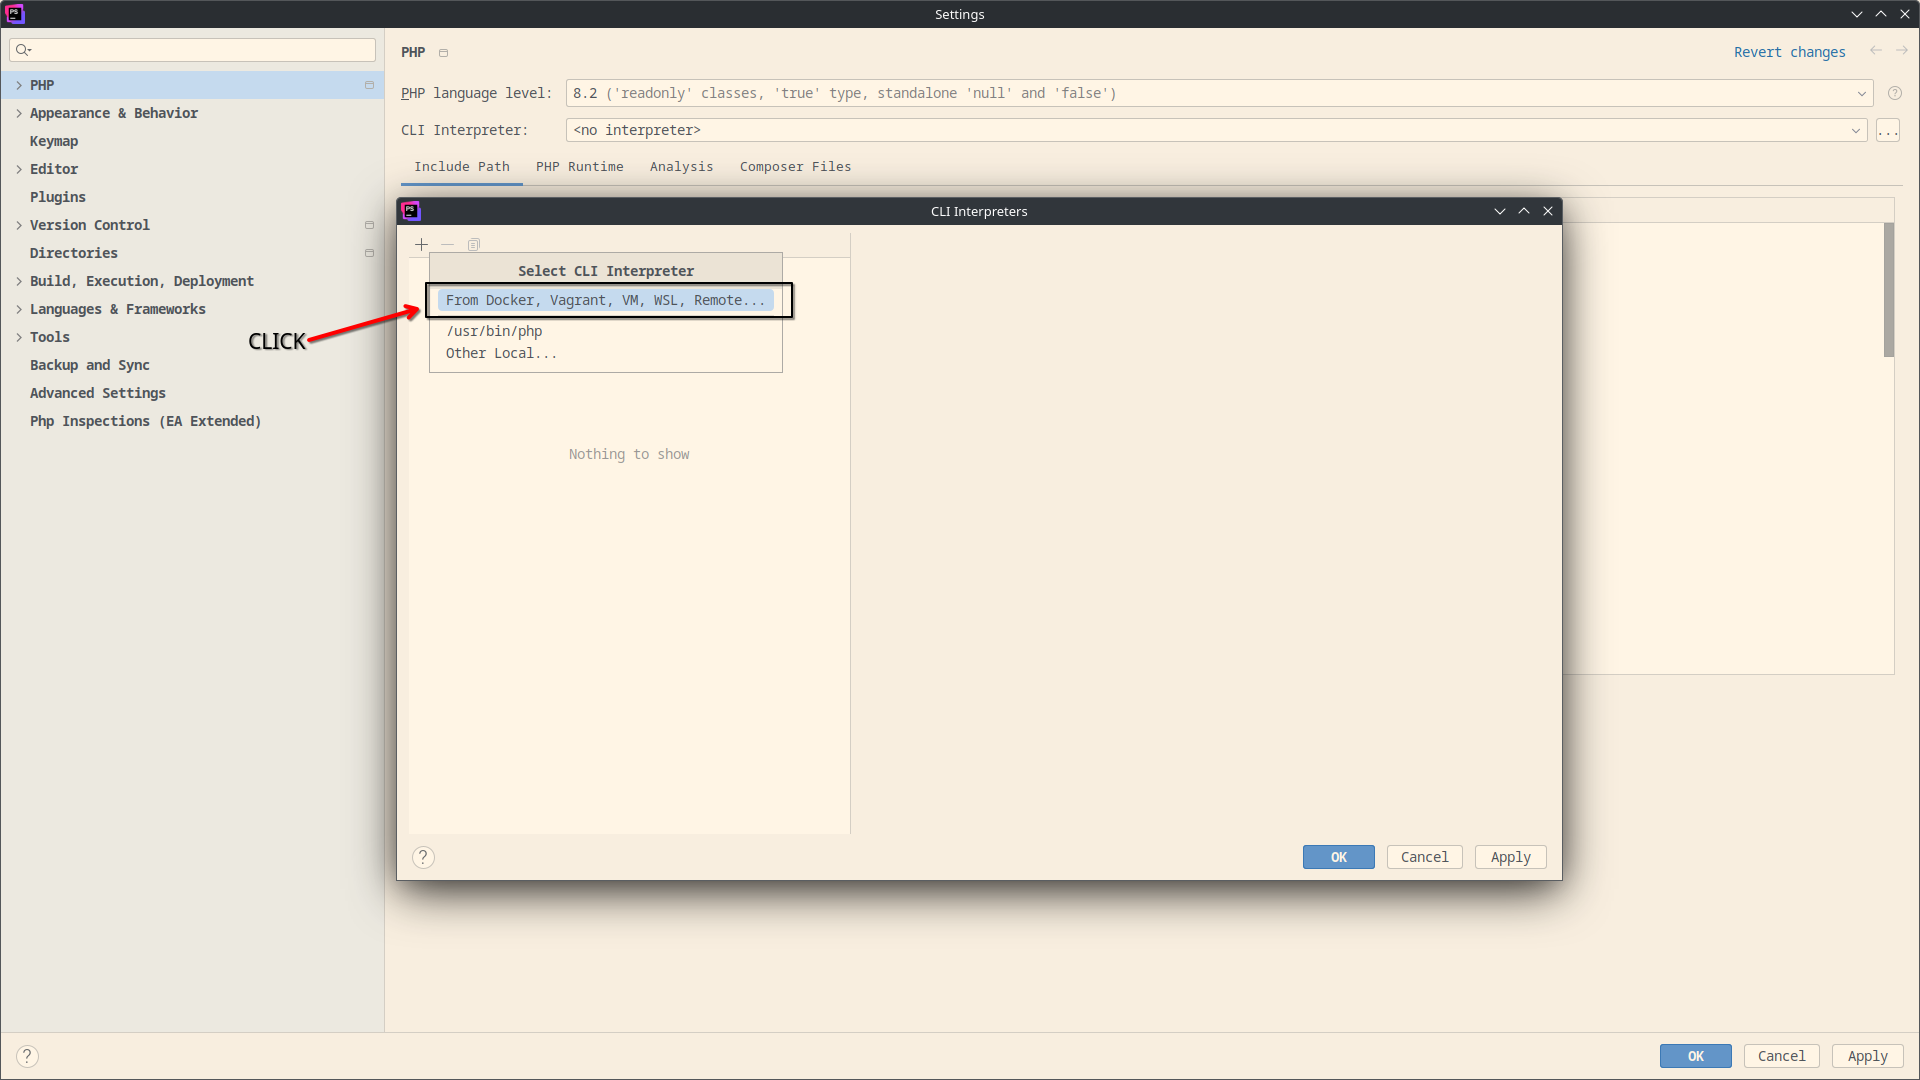 Settings
PHP
Revert changes
PHP
Appearance & Behavior
Keymap
Editor
Plugins
Version Control
Directories
Build, Execution, Deployment
Languages & Frameworks
Tools
Backup and Sync
Advanced Settings
Php Inspections (EA Extended)
PHP language level: 8.2 ('readonly' classes, 'true' type, standalone 'null' and 'false')
CLI Interpreter: <no interpreter> ...
Include Path PHP Runtime Analysis Composer Files
CLI Interpreters
Select CLI Interpreter
From Docker, Vagrant, VM, WSL, Remote...
/usr/bin/php
Other Local...
CLICK
Nothing to show
? OK Cancel Apply
? OK Cancel Apply